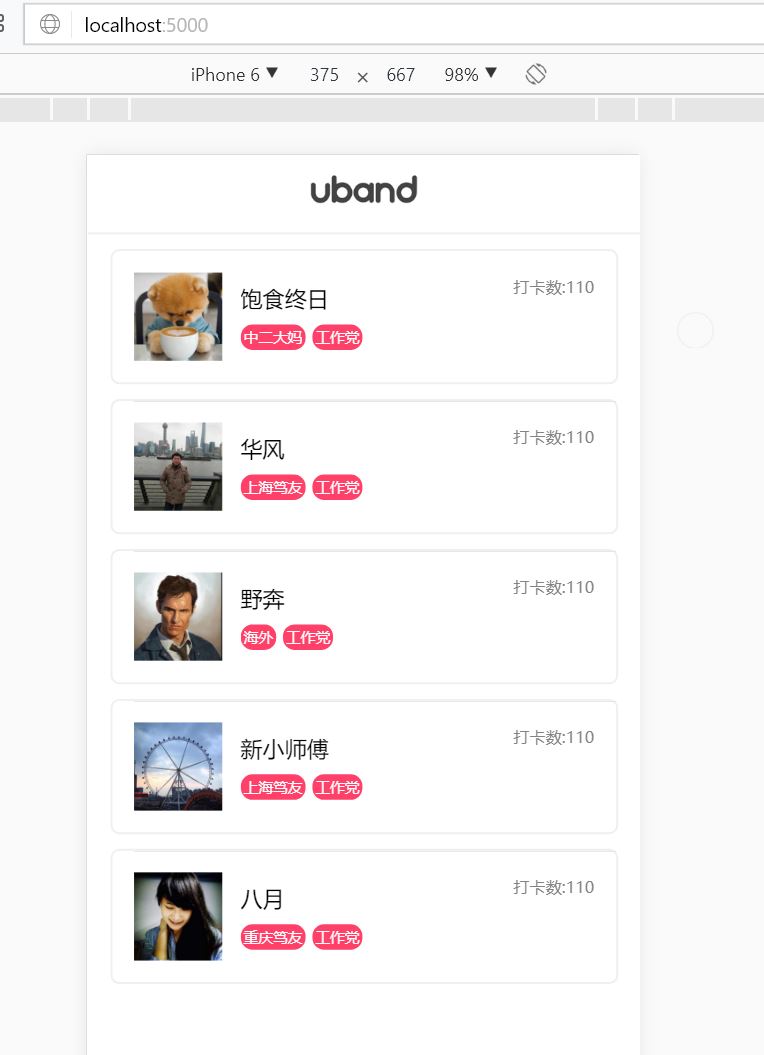 localhost:5000
iPhone 6 375 × 667 98%
uband
饱食终日
打卡数:110
中二大妈 工作党
华风
打卡数:110
上海笃友 工作党
野奔
打卡数:110
海外 工作党
新小师傅
打卡数:110
上海笃友 工作党
八月
打卡数:110
重庆笃友 工作党